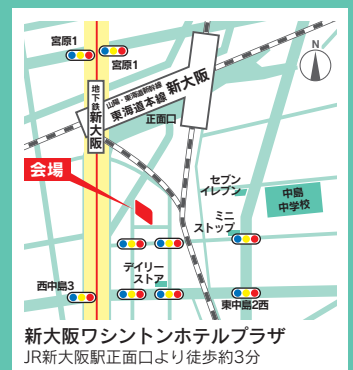 宮原1
宮原1
N
地下鉄
新大阪
山陽・東海道新幹線
東海道本線
新大阪
正面口
会場
セブン
イレブン
中島
中学校
ミニ
ストップ
デイリー
ストア
西中島3
東中島2西
新大阪ワシントンホテルプラザ
JR新大阪駅正面口より徒歩約3分